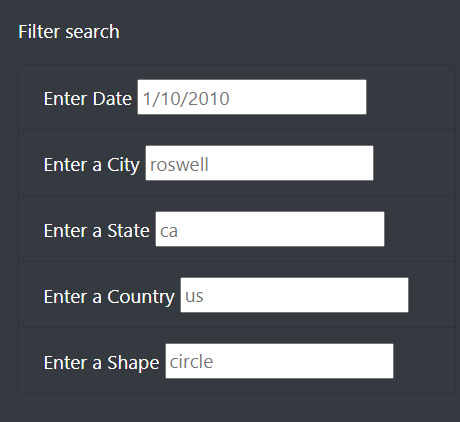 Filter search
Enter Date 1/10/2010
Enter a City roswell
Enter a State ca
Enter a Country us
Enter a Shape circle